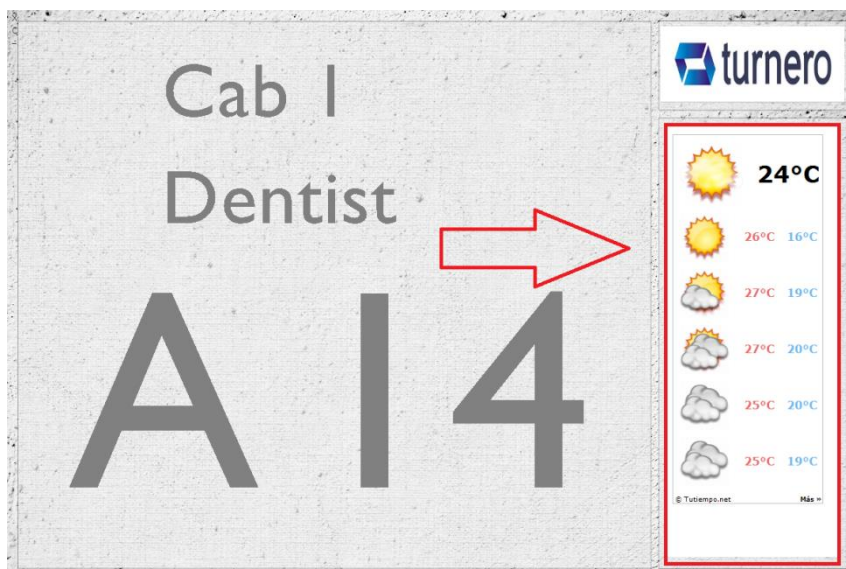 Cab 1
Dentist
A 14
turnero
24°C
26°C 16°C
27°C 19°C
27°C 20°C
25°C 20°C
25°C 19°C
© Tutiempo.net Más »